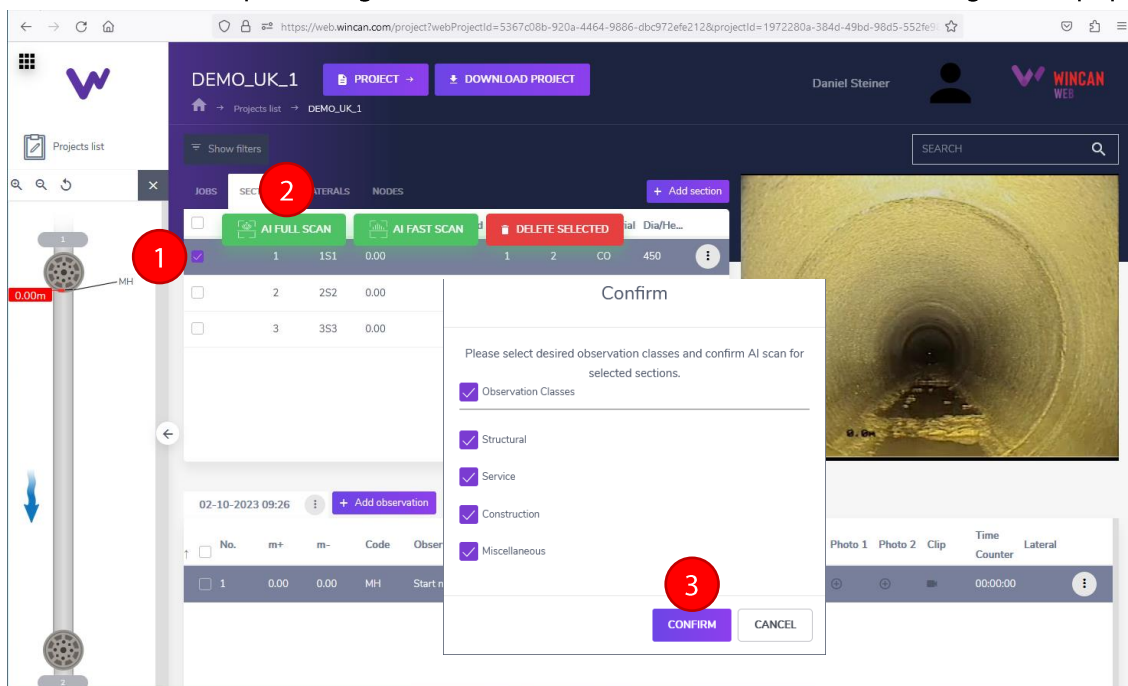 https://web.wincan.com/project?webProjectId=5367c08b-920a-4464-9886-dbc972efe212&projectId=1972280a-384d-49bd-98d5-552fe9
DEMO_UK_1
PROJECT →
DOWNLOAD PROJECT
Daniel Steiner
WINCAN
WEB
→ Projects list → DEMO_UK_1
Projects list
Show filters
SEARCH
JOBS
NODES
+ Add section
2
AI FULL SCAN
AI FAST SCAN
DELETE SELECTED
Dia/He...
1
1
1S1
0.00
1
2
CO
450
1
MH
0.00m
2
2S2
0.00
3
3S3
0.00
Confirm
Please select desired observation classes and confirm AI scan for
selected sections.
Observation Classes
Structural
Service
Construction
Miscellaneous
3
CONFIRM
CANCEL
0.0m
02-10-2023 09:26
+ Add observation
No.
m+
m-
Code
Photo 1
Photo 2
Clip
Time
Counter
Lateral
1
0.00
0.00
MH
Start
00:00:00
2